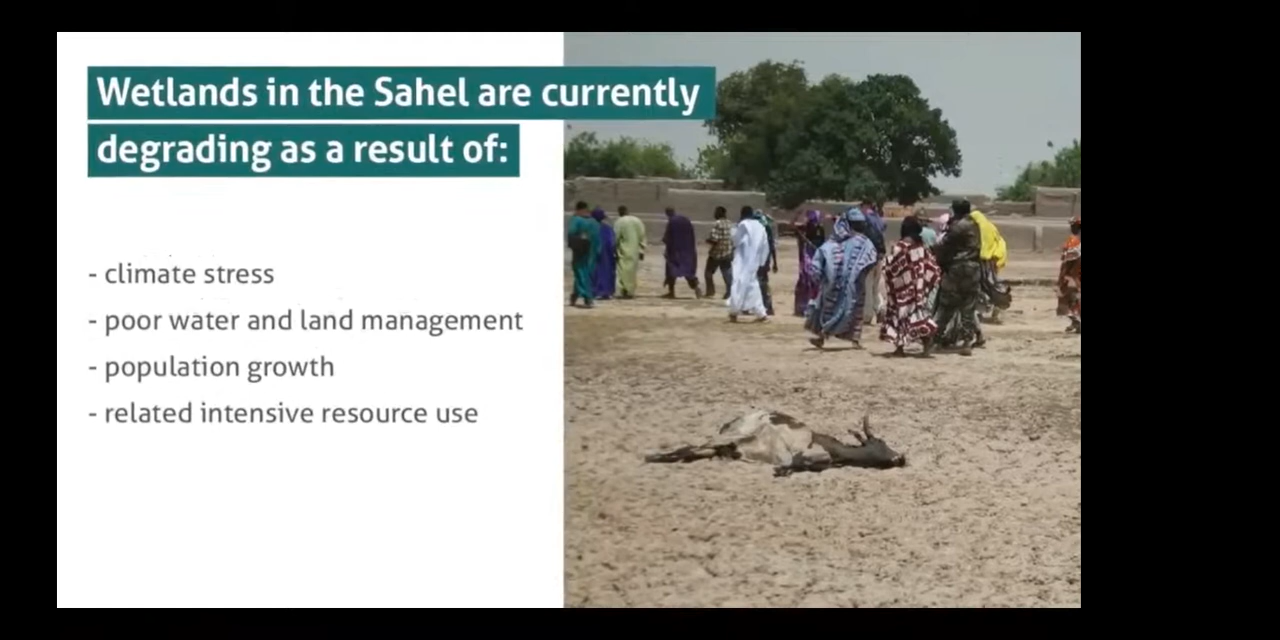 Wetlands in the Sahel are currently
degrading as a result of:
- climate stress
- poor water and land management
- population growth
- related intensive resource use